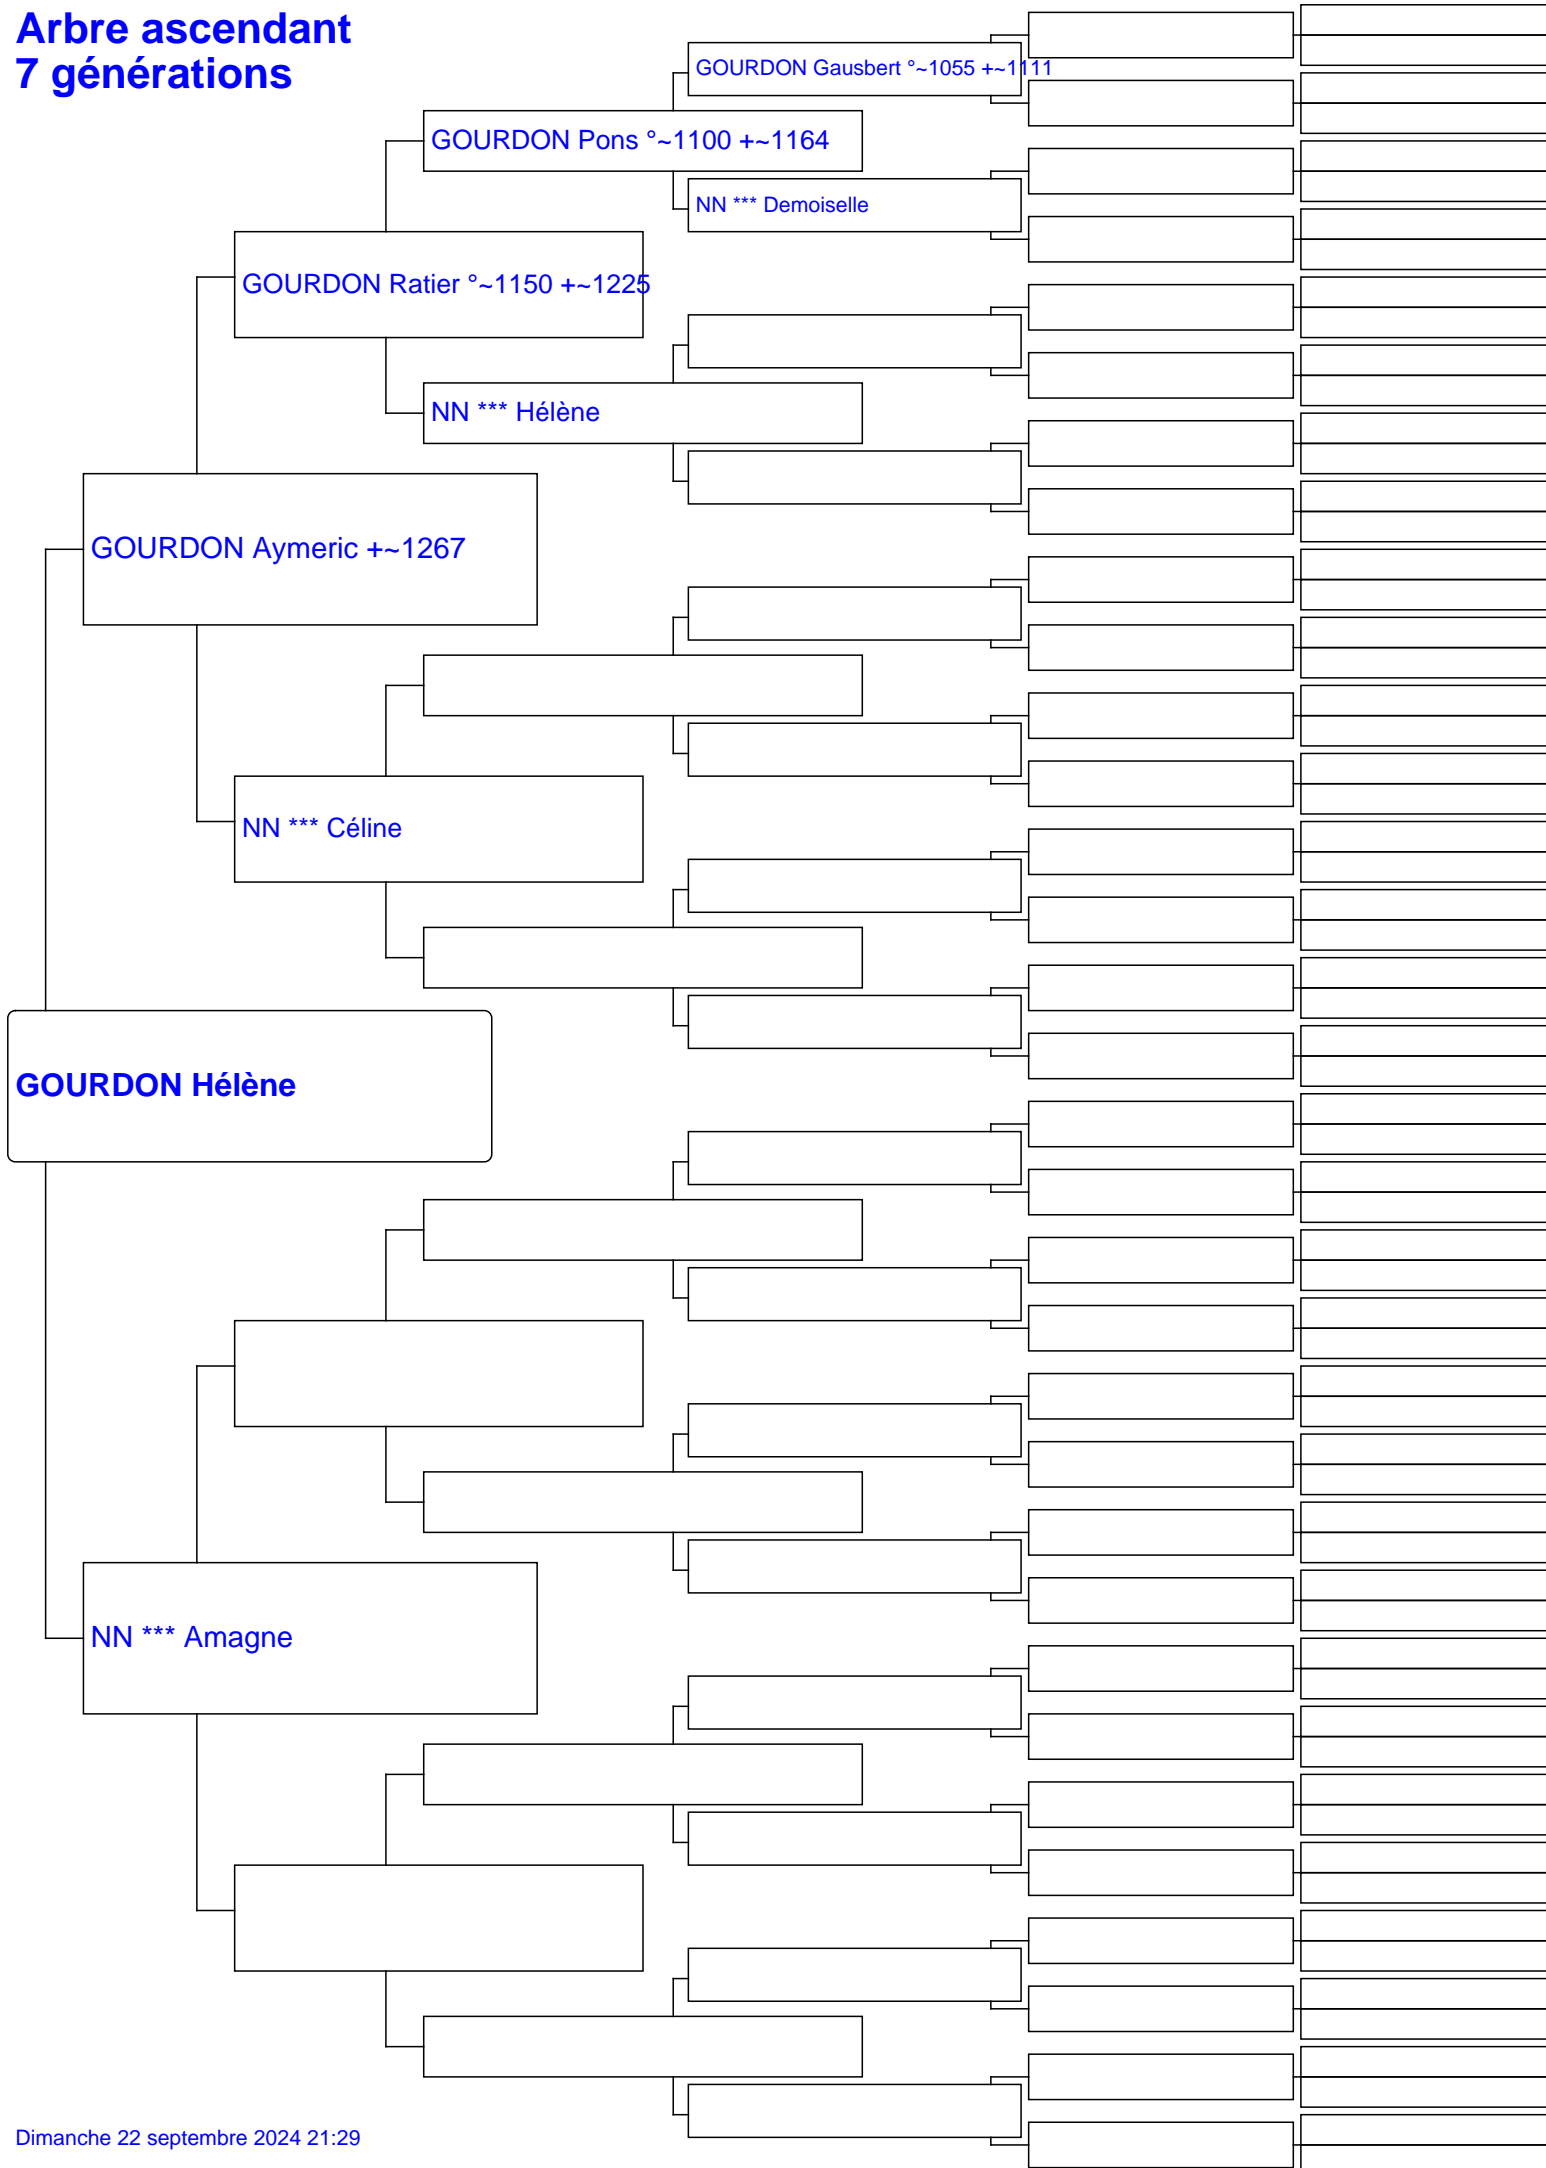 Arbre ascendant
7 générations
GOURDON Gausbert °~1055 +~1111
GOURDON Pons °~1100 +~1164
NN *** Demoiselle
GOURDON Ratier °~1150 +~1225
NN *** Hélène
GOURDON Aymeric +~1267
NN *** Céline
GOURDON Hélène
NN *** Amagne
Dimanche 22 septembre 2024 21:29